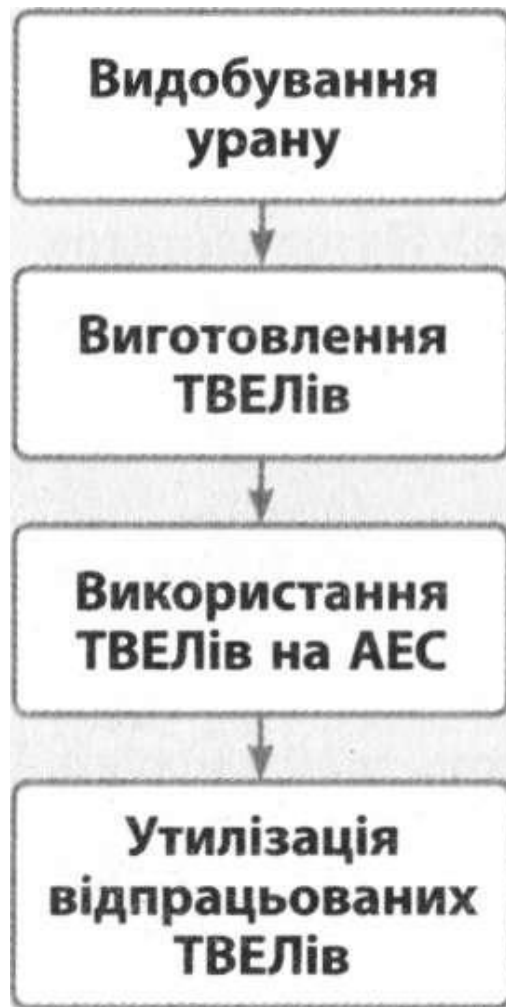 Видобування
урану
Виготовлення
ТВЕЛів
Використання
ТВЕЛів на АЕС
Утилізація
відпрацьованих
ТВЕЛів